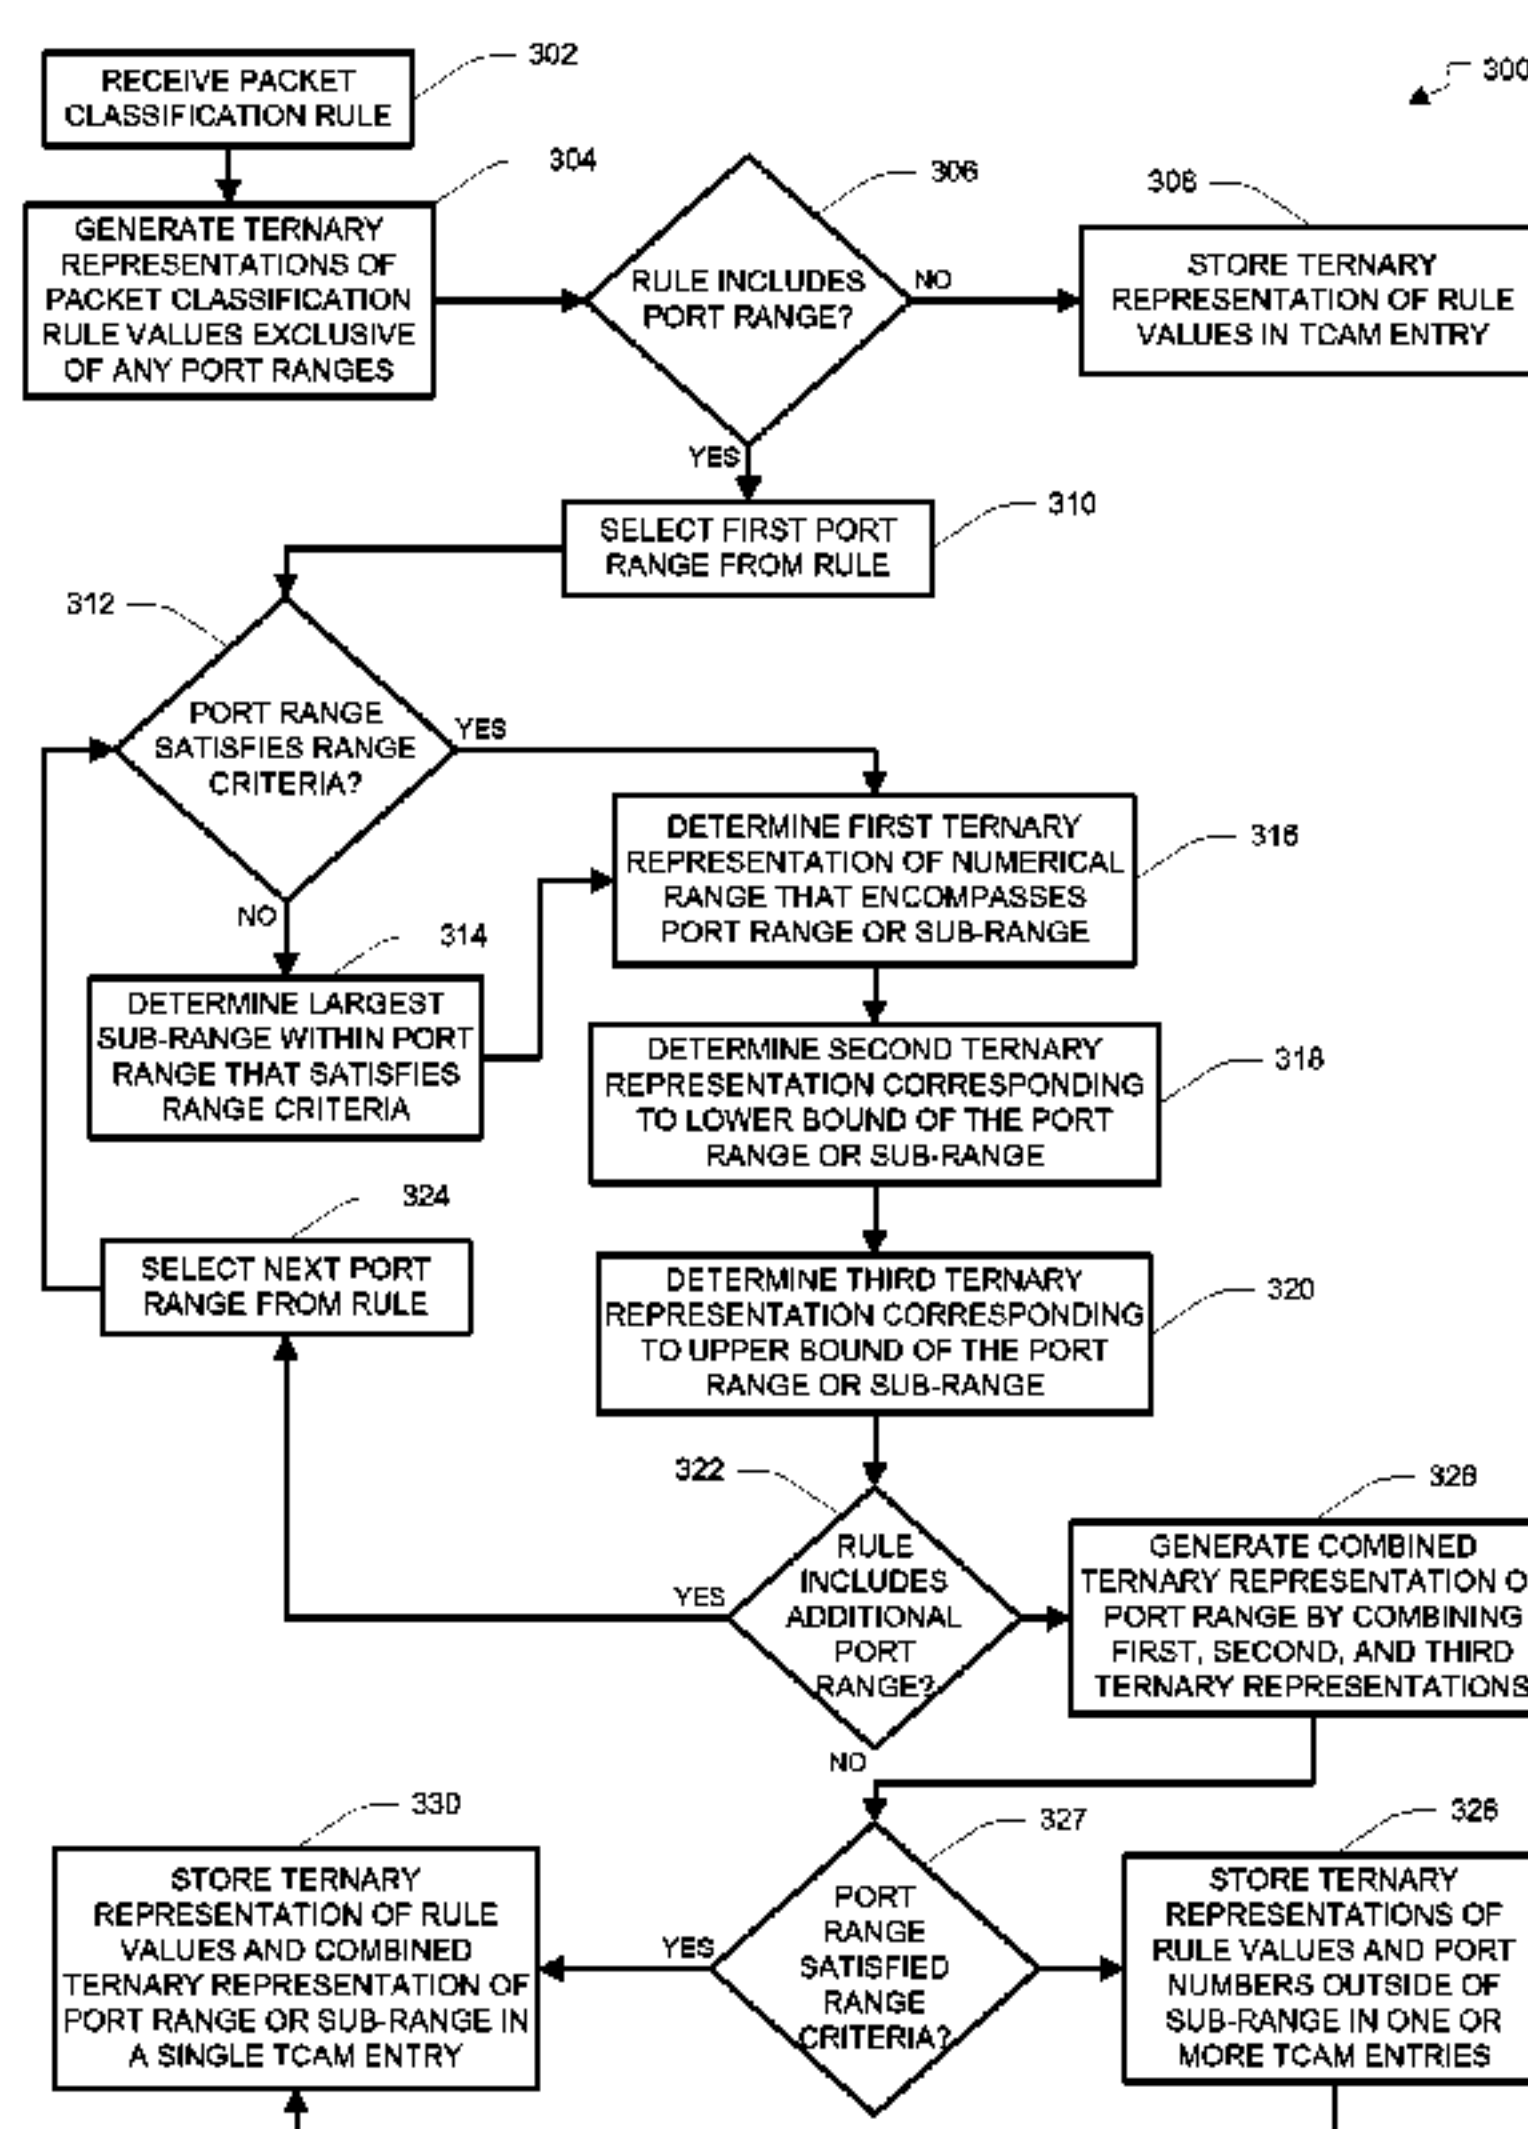 302
300
RECEIVE PACKET
CLASSIFICATION RULE
304
306
308
GENERATE TERNARY
REPRESENTATIONS OF
PACKET CLASSIFICATION
RULE VALUES EXCLUSIVE
OF ANY PORT RANGES
RULE INCLUDES
PORT RANGE?
NO
STORE TERNARY
REPRESENTATION OF RULE
VALUES IN TCAM ENTRY
YES
310
SELECT FIRST PORT
RANGE FROM RULE
312
PORT RANGE
SATISFIES RANGE
CRITERIA?
YES
NO
316
DETERMINE FIRST TERNARY
REPRESENTATION OF NUMERICAL
RANGE THAT ENCOMPASSES
PORT RANGE OR SUB-RANGE
314
DETERMINE LARGEST
SUB-RANGE WITHIN PORT
RANGE THAT SATISFIES
RANGE CRITERIA
318
DETERMINE SECOND TERNARY
REPRESENTATION CORRESPONDING
TO LOWER BOUND OF THE PORT
RANGE OR SUB-RANGE
324
SELECT NEXT PORT
RANGE FROM RULE
320
DETERMINE THIRD TERNARY
REPRESENTATION CORRESPONDING
TO UPPER BOUND OF THE PORT
RANGE OR SUB-RANGE
322
RULE
INCLUDES
ADDITIONAL
PORT
RANGE?
YES
NO
GENERATE COMBINED
TERNARY REPRESENTATION
PORT RANGE BY COMBINING
FIRST, SECOND, AND THIRD
TERNARY REPRESENTATIONS
330
STORE TERNARY
REPRESENTATION OF RULE
VALUES AND COMBINED
TERNARY REPRESENTATION OF
PORT RANGE OR SUB-RANGE IN
A SINGLE TCAM ENTRY
327
PORT
RANGE
SATISFIED
RANGE
CRITERIA?
YES
STORE TERNARY
REPRESENTATIONS OF
RULE VALUES AND PORT
NUMBERS OUTSIDE OF
SUB-RANGE IN ONE OR
MORE TCAM ENTRIES